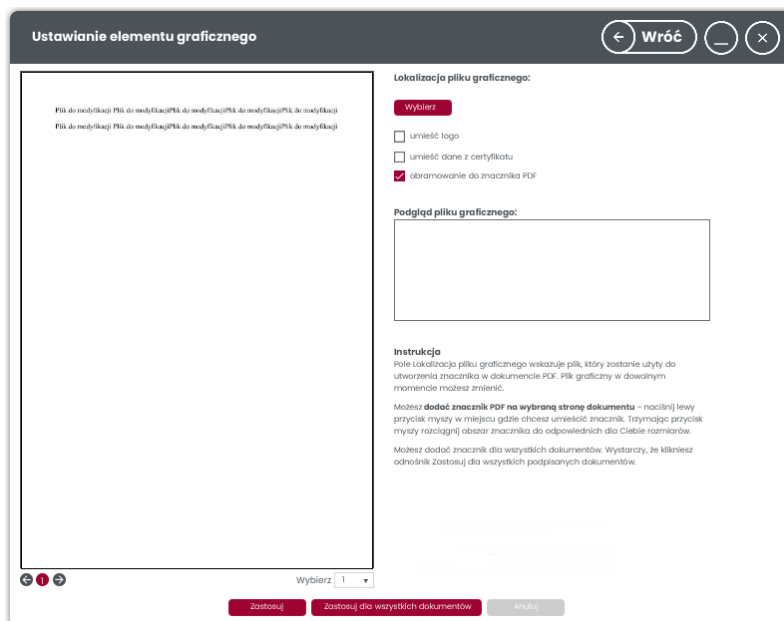 Ustawianie elementu graficznego
Wróć
Plik do modyfikacji Plik do modyfikacjiPlik do modyfikacjiPlik do modyfikacji
Plik do modyfikacji Plik do modyfikacjiPlik do modyfikacjiPlik do modyfikacji
Lokalizacja pliku graficznego:
Wybierz
umieść logo
umieść dane z certyfikatu
obramowanie do znacznika PDF
Podgląd pliku graficznego:
Instrukcja
Pole Lokalizacja pliku graficznego wskazuje plik, który zostanie użyty do
utworzenia znacznika w dokumencie PDF. Plik graficzny w dowolnym
momencie możesz zmienić.
Możesz dodać znacznik PDF na wybraną stronę dokumentu - naciśnij lewy
przycisk myszy w miejscu gdzie chcesz umieścić znacznik. Trzymając przycisk
myszy rozciągnij obszar znacznika do odpowiednich dla Ciebie rozmiarów.
Możesz dodać znacznik dla wszystkich dokumentów. Wystarczy, że klikniesz
odnośnik Zastosuj dla wszystkich podpisanych dokumentów.
1
Wybierz 1
Zastosuj
Zastosuj dla wszystkich dokumentów
Anuluj